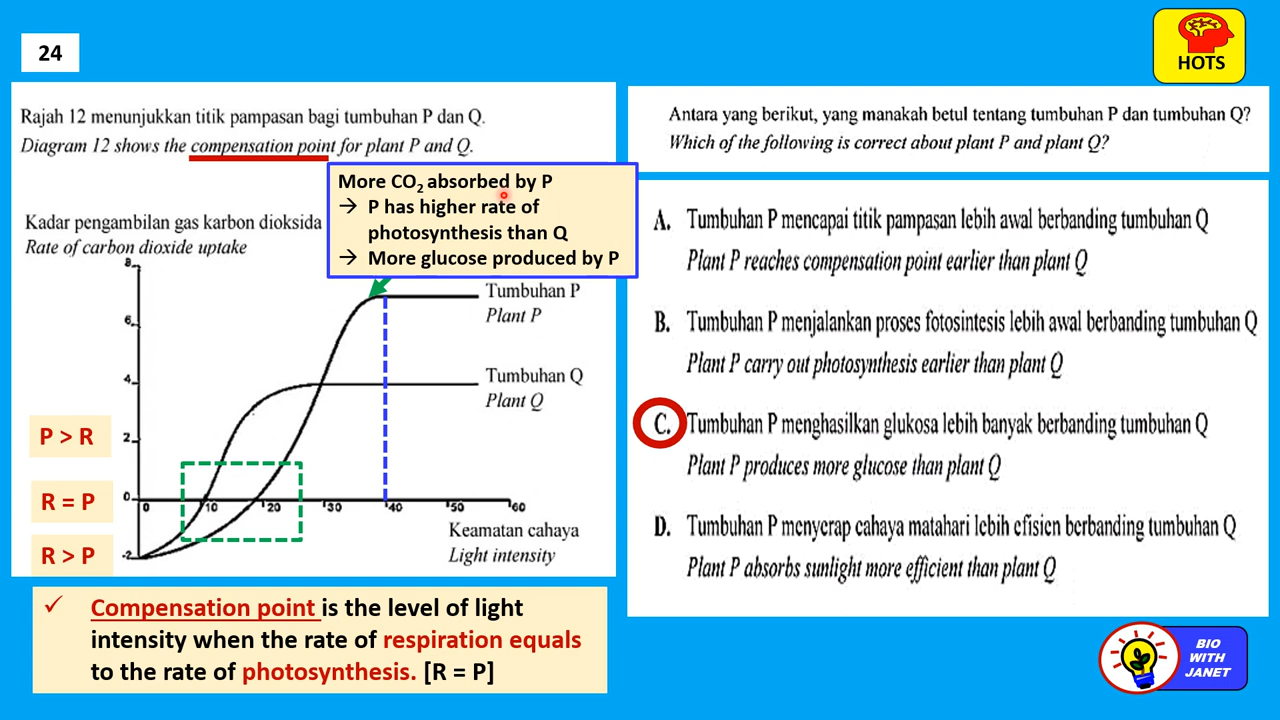 24
HOTS
Rajah 12 menunjukkan titik pampasan bagi tumbuhan P dan Q.
Diagram 12 shows the compensation point for plant P and Q.
More CO₂ absorbed by P
→ P has higher rate of
photosynthesis than Q
→ More glucose produced by P
Kadar pengambilan gas karbon dioksida
Rate of carbon dioxide uptake
8
6
4
2
0
-2
0 10 20 30 40 50 60
Tumbuhan P
Plant P
Tumbuhan Q
Plant Q
Keamatan cahaya
Light intensity
P > R
R = P
R > P
✓ Compensation point is the level of light
intensity when the rate of respiration equals
to the rate of photosynthesis. [R = P]
Antara yang berikut, yang manakah betul tentang tumbuhan P dan tumbuhan Q?
Which of the following is correct about plant P and plant Q?
A. Tumbuhan P mencapai titik pampasan lebih awal berbanding tumbuhan Q
Plant P reaches compensation point earlier than plant Q
B. Tumbuhan P menjalankan proses fotosintesis lebih awal berbanding tumbuhan Q
Plant P carry out photosynthesis earlier than plant Q
C. Tumbuhan P menghasilkan glukosa lebih banyak berbanding tumbuhan Q
Plant P produces more glucose than plant Q
D. Tumbuhan P menyerap cahaya matahari lebih efisien berbanding tumbuhan Q
Plant P absorbs sunlight more efficient than plant Q
BIO
WITH
JANET